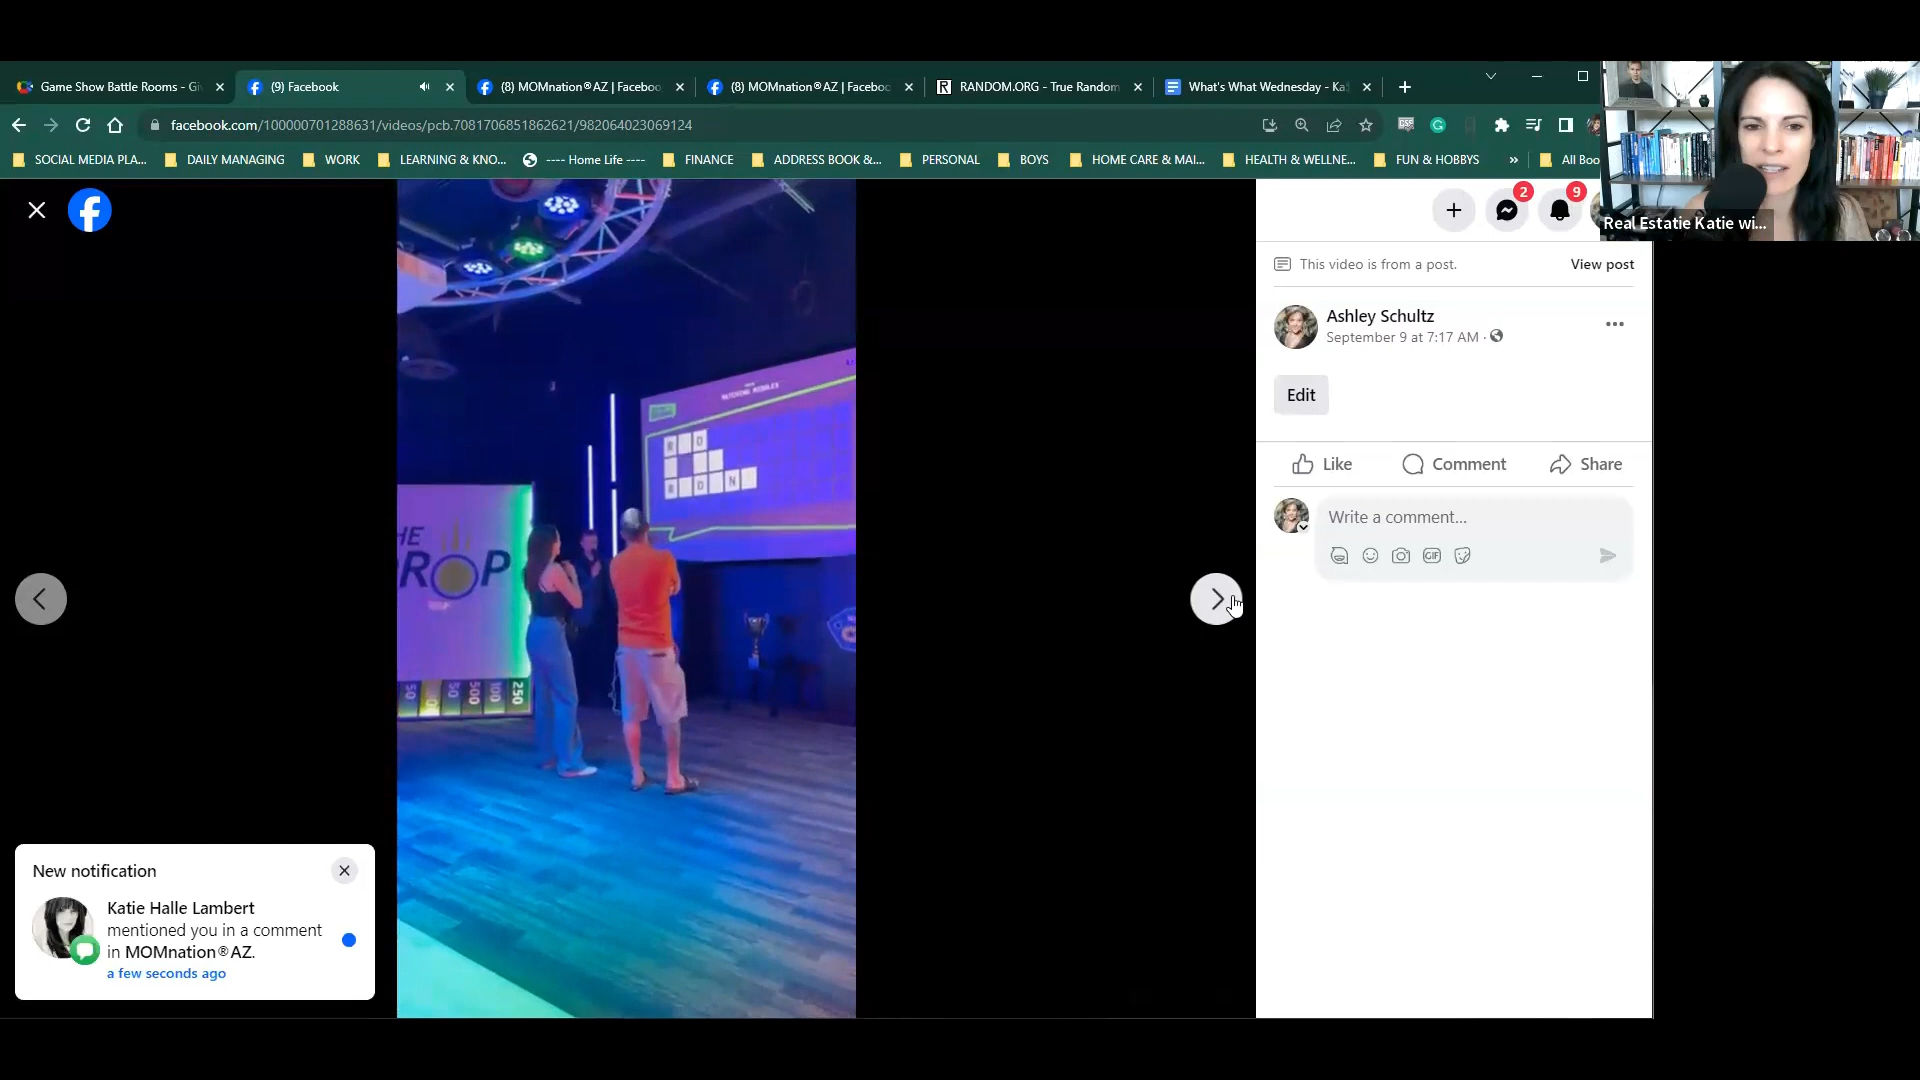 Game Show Battle Rooms - Gi
(9) Facebook
(8) MOMnation®AZ | Faceboo
(8) MOMnation®AZ | Faceboo
RANDOM.ORG - True Random
What's What Wednesday - Ka
facebook.com/100000701288631/videos/pcb.7081706851862621/982064023069124
SOCIAL MEDIA PLA...
DAILY MANAGING
WORK
LEARNING & KNO...
---- Home Life ----
FINANCE
ADDRESS BOOK &...
PERSONAL
BOYS
HOME CARE & MAI...
HEALTH & WELLNE...
FUN & HOBBYS
»
All Boo
Real Estatie Katie wi...
2
9
This video is from a post.
View post
Ashley Schultz
September 9 at 7:17 AM ·
Edit
Like
Comment
Share
Write a comment...
GIF
HE
ROP
50
50
500
100
250
New notification
Katie Halle Lambert
mentioned you in a comment
in MOMnation®AZ.
a few seconds ago